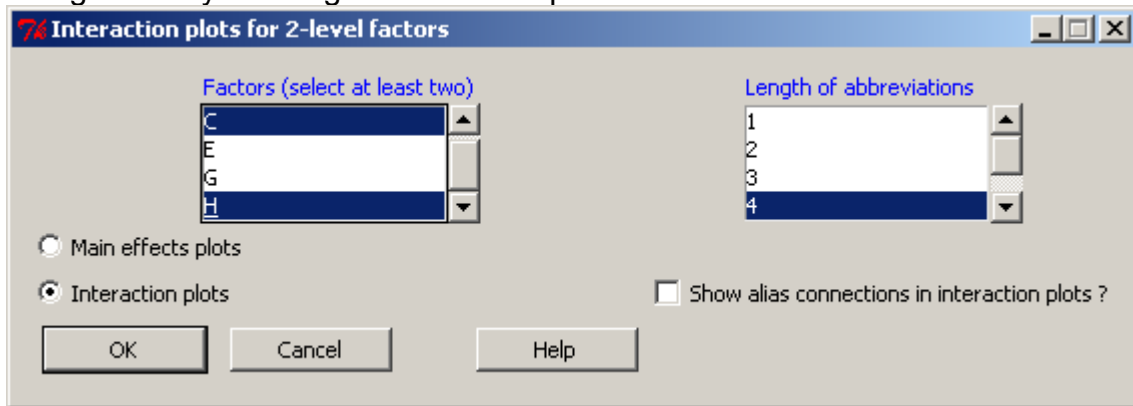 Interaction plots for 2-level factors
Factors (select at least two)
C
E
G
H
Length of abbreviations
1
2
3
4
Main effects plots
Interaction plots
Show alias connections in interaction plots ?
OK
Cancel
Help